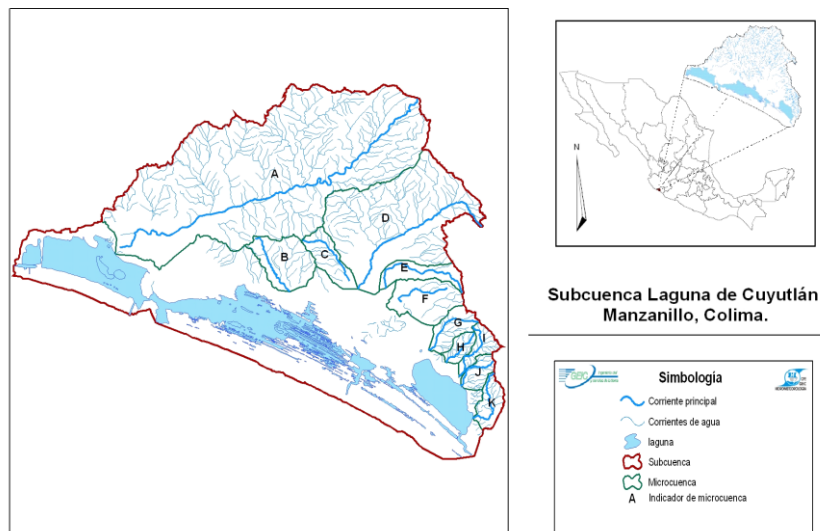 A
D
B
C
E
F
G
I
H
J
K
N
Subcuenca Laguna de Cuyutlán
Manzanillo, Colima.
Simbología
Corriente principal
Corrientes de agua
laguna
Subcuenca
Microcuenca
A Indicador de microcuenca